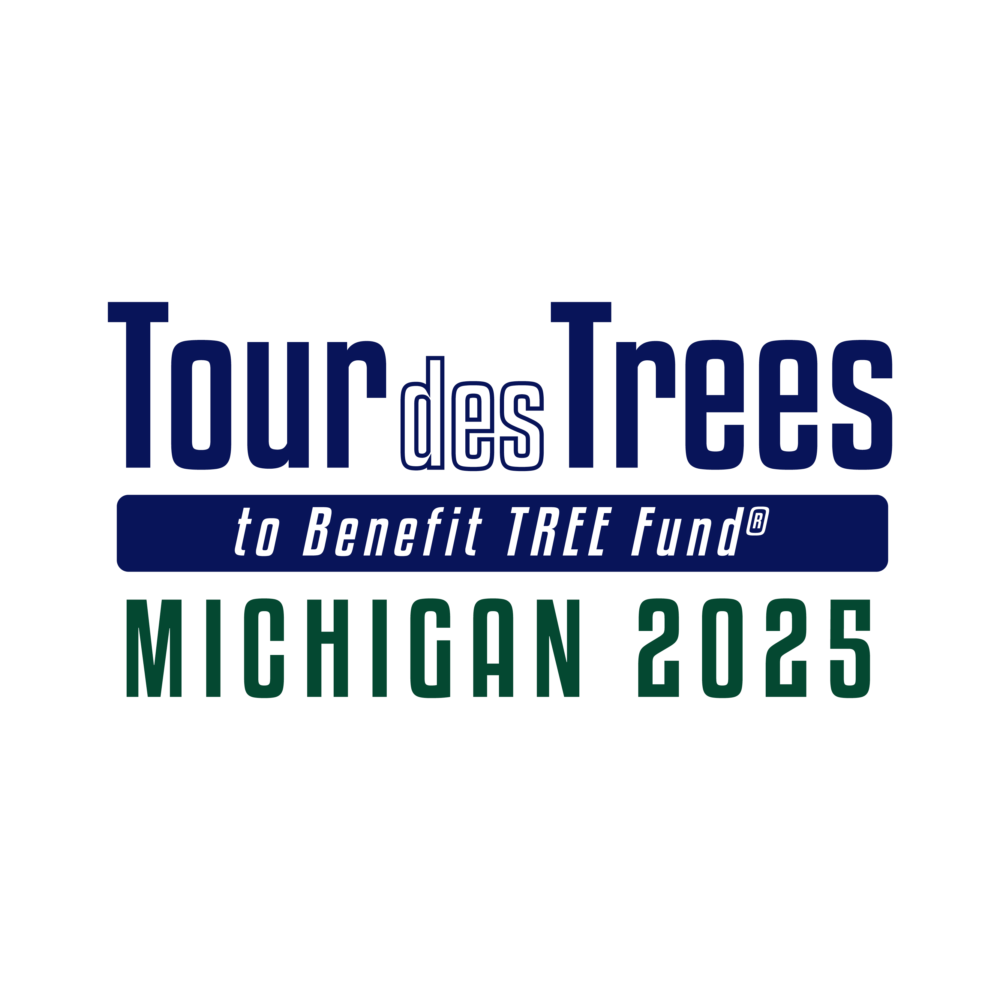 Tour des Trees
to Benefit TREE Fund®
MICHIGAN 2025